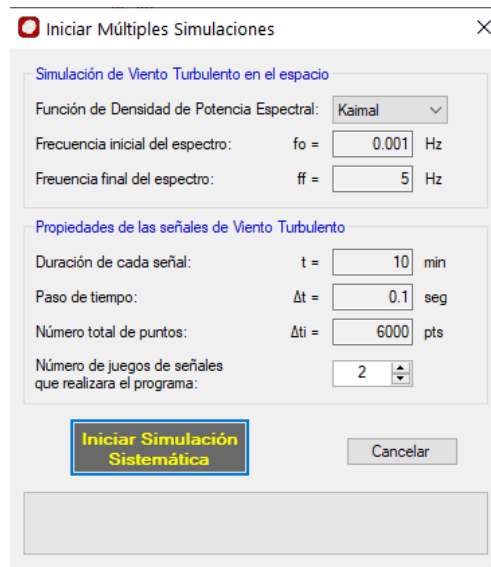 Iniciar Múltiples Simulaciones
Simulación de Viento Turbulento en el espacio
Función de Densidad de Potencia Espectral: Kaimal
Frecuencia inicial del espectro: fo = 0.001 Hz
Freuencia final del espectro: ff = 5 Hz
Propiedades de las señales de Viento Turbulento
Duración de cada señal: t = 10 min
Paso de tiempo: Δt = 0.1 seg
Número total de puntos: Δti = 6000 pts
Número de juegos de señales
que realizara el programa: 2
Iniciar Simulación
Sistemática
Cancelar